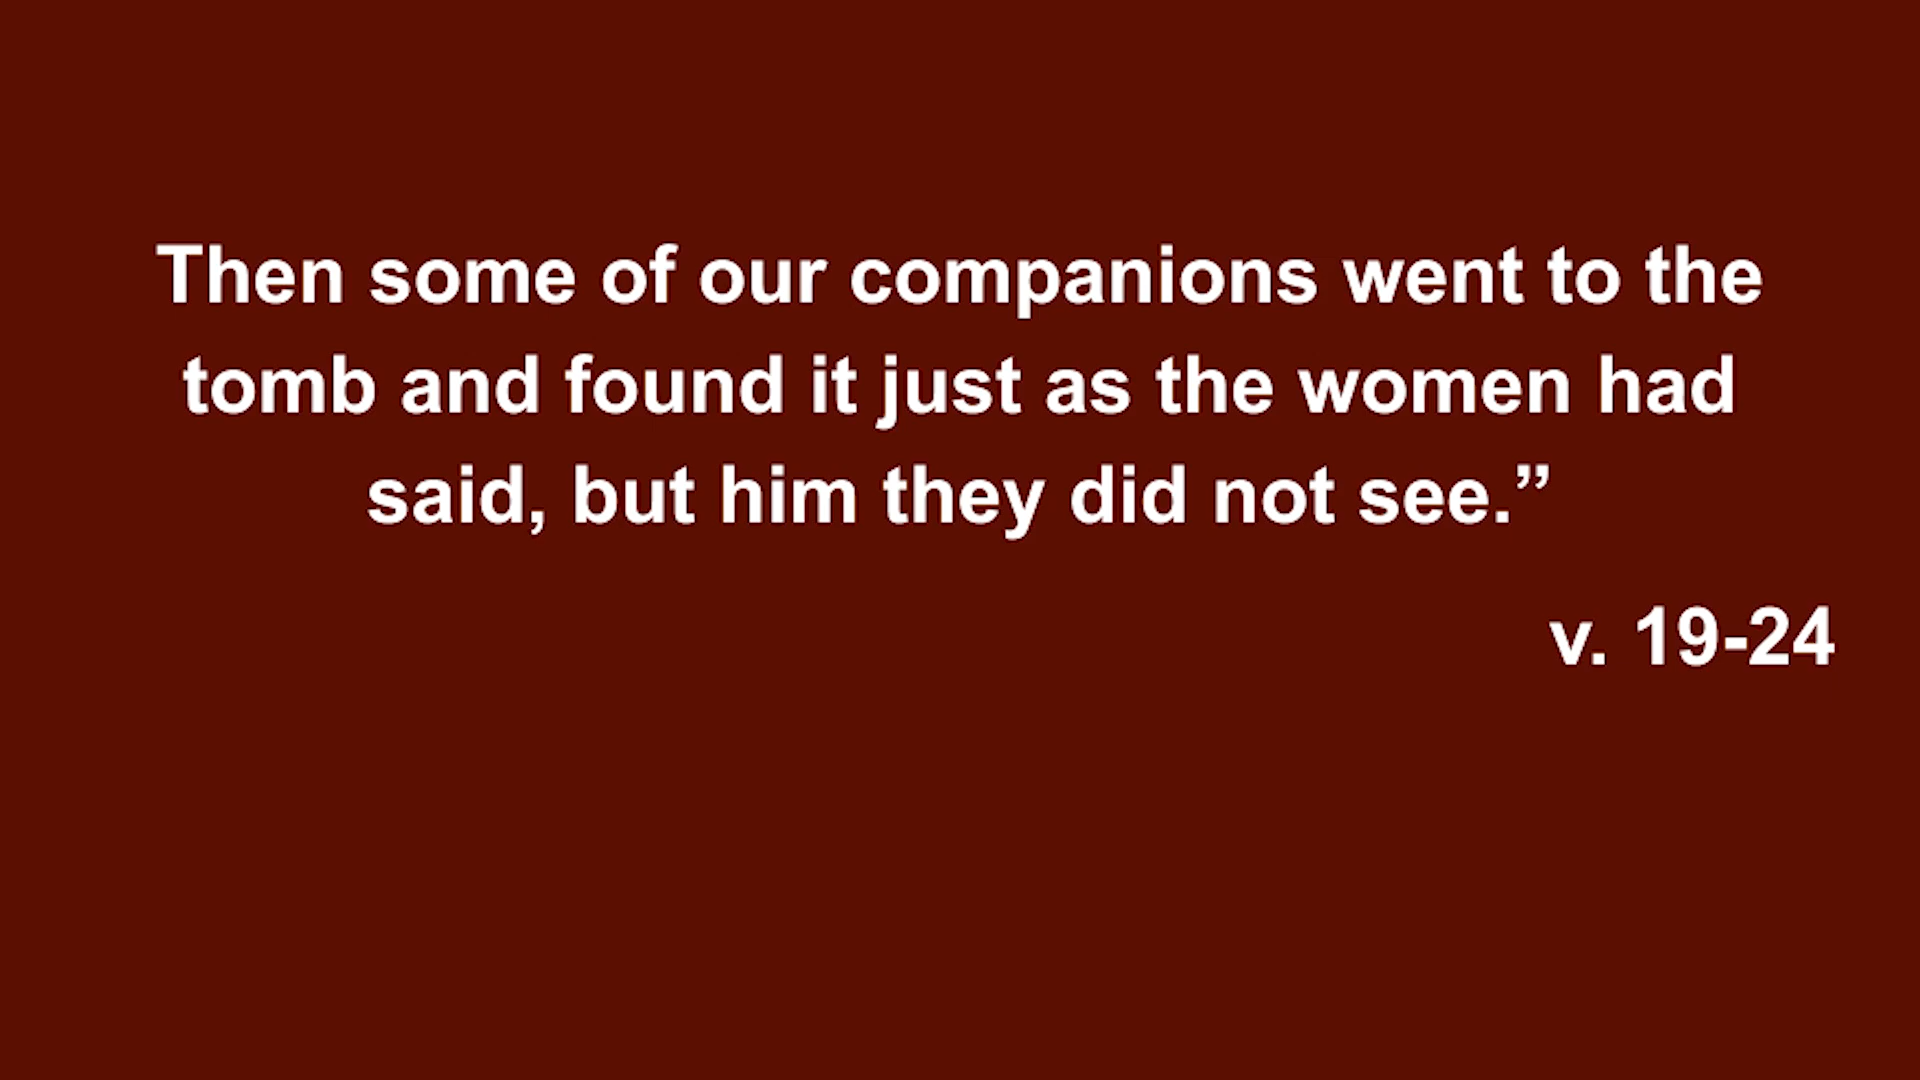 Then some of our companions went to the
tomb and found it just as the women had
said, but him they did not see.”
v. 19-24